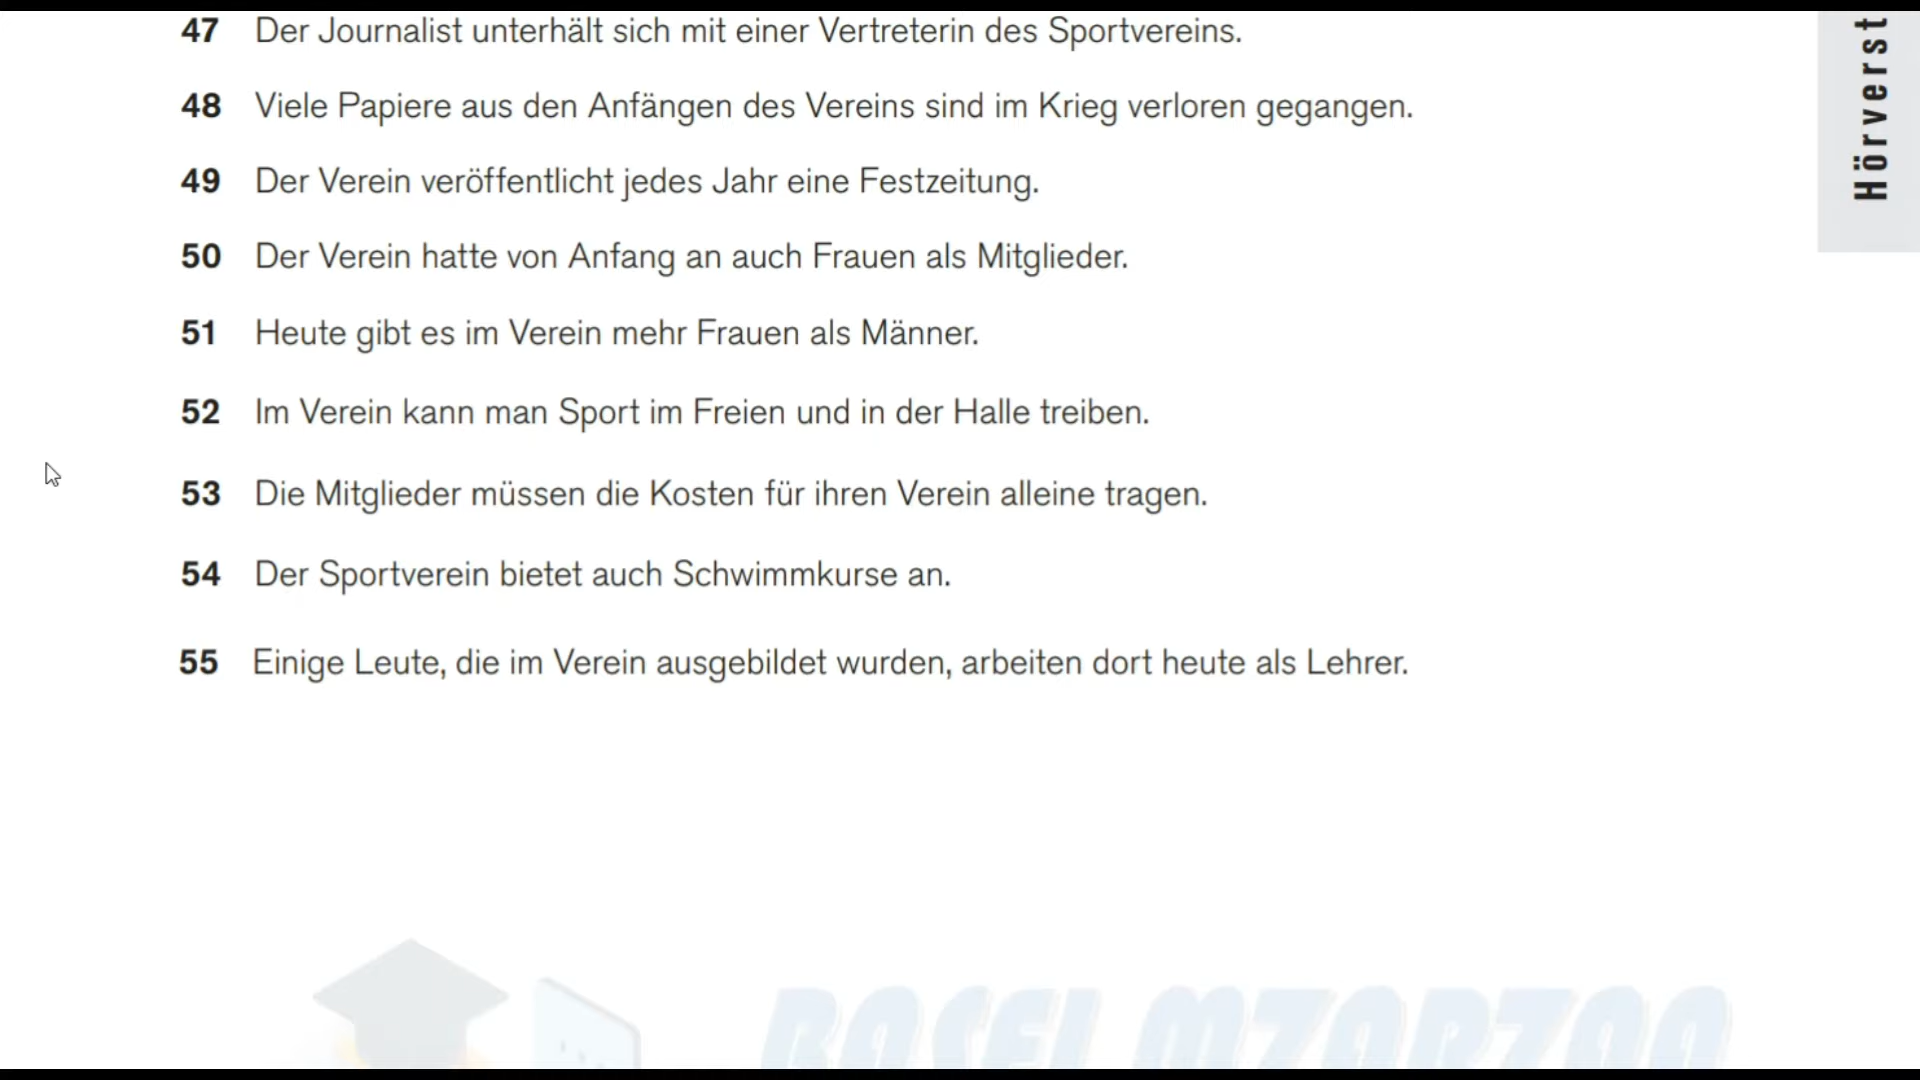 47 Der Journalist unterhält sich mit einer Vertreterin des Sportvereins.
48 Viele Papiere aus den Anfängen des Vereins sind im Krieg verloren gegangen.
49 Der Verein veröffentlicht jedes Jahr eine Festzeitung.
50 Der Verein hatte von Anfang an auch Frauen als Mitglieder.
51 Heute gibt es im Verein mehr Frauen als Männer.
52 Im Verein kann man Sport im Freien und in der Halle treiben.
53 Die Mitglieder müssen die Kosten für ihren Verein alleine tragen.
54 Der Sportverein bietet auch Schwimmkurse an.
55 Einige Leute, die im Verein ausgebildet wurden, arbeiten dort heute als Lehrer.
Hörverst